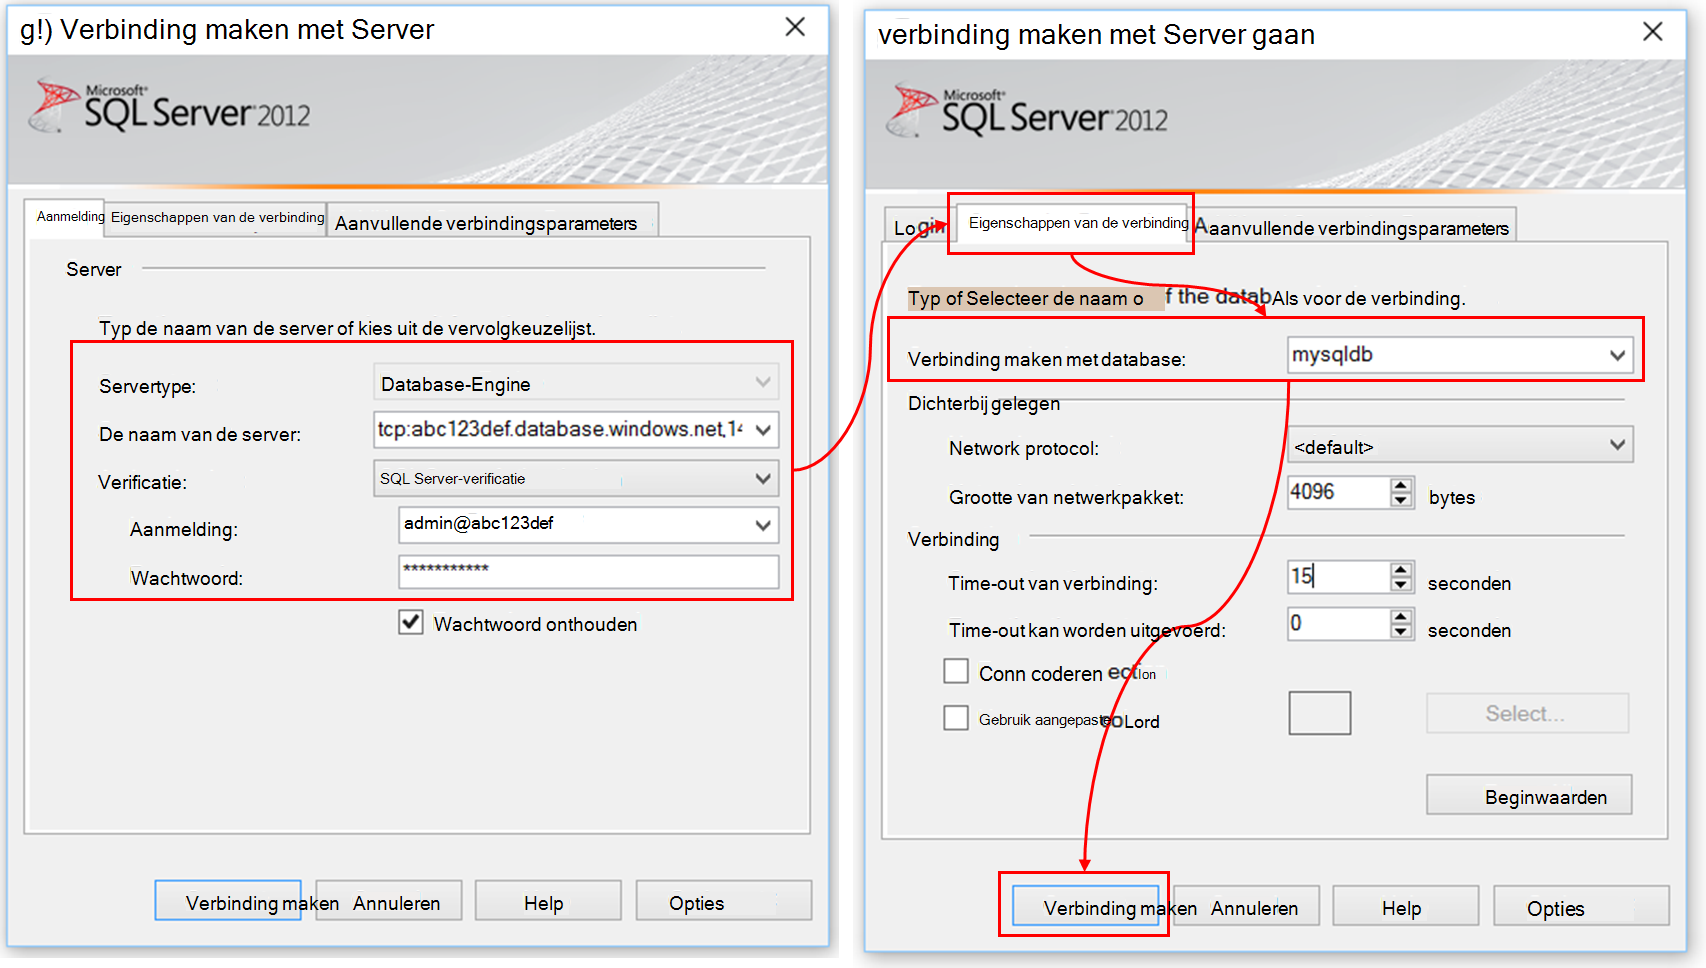 g!) Verbinding maken met Server
Microsoft
SQL Server 2012
Aanmelding Eigenschappen van de verbinding Aanvullende verbindingsparameters
Server
Typ de naam van de server of kies uit de vervolgkeuzelijst.
Servertype: Database-Engine
De naam van de server: tcp:abc123def.database.windows.net,14
Verificatie: SQL Server-verificatie
Aanmelding: admin@abc123def
Wachtwoord: ***********
Wachtwoord onthouden
Verbinding maken Annuleren Help Opties
verbinding maken met Server gaan
Microsoft
SQL Server 2012
Login Eigenschappen van de verbinding Aaanvullende verbindingsparameters
Typ of Selecteer de naam o f the datab Als voor de verbinding.
Verbinding maken met database: mysqldb
Dichterbij gelegen
Network protocol: <default>
Grootte van netwerkpakket: 4096 bytes
Verbinding
Time-out van verbinding: 15 seconden
Time-out kan worden uitgevoerd: 0 seconden
Conn coderen ection
Gebruik aangepaste coLord
Select...
Beginwaarden
Verbinding maken Annuleren Help Opties